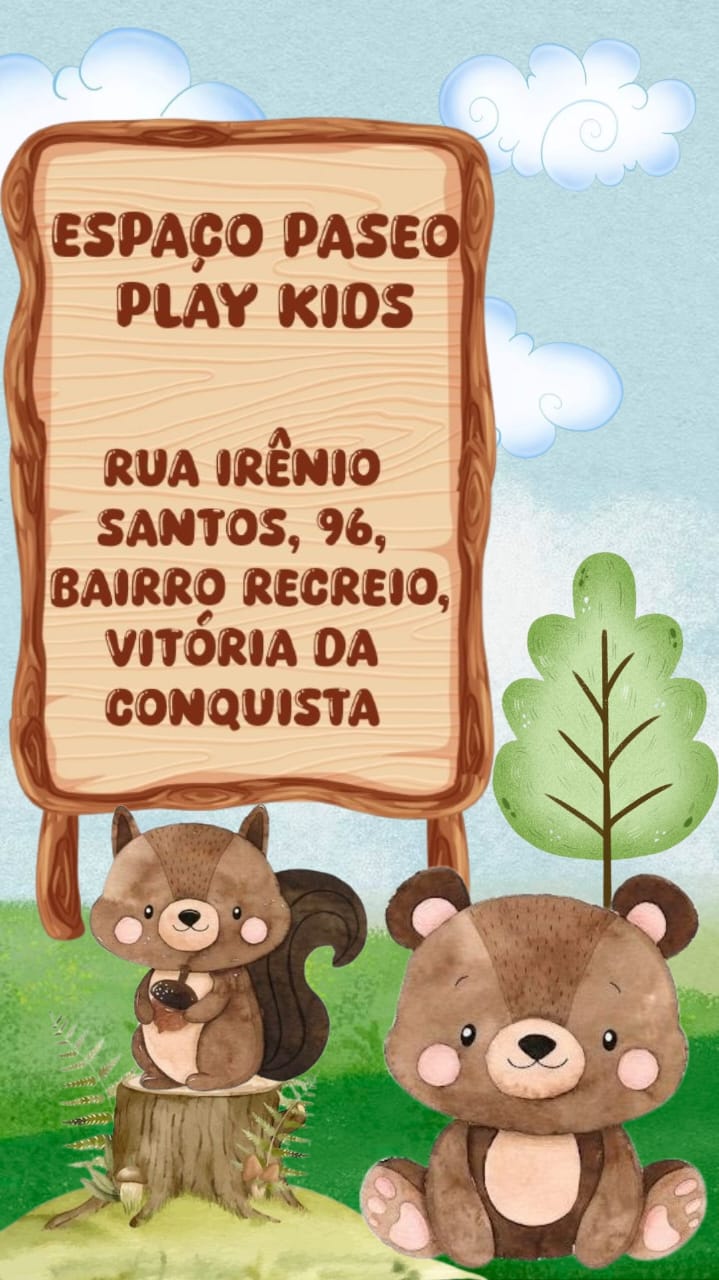 ESPAÇO PASEO
PLAY KIDS
RUA IRÊNIO
SANTOS, 96,
BAIRRO RECREIO,
VITÓRIA DA
CONQUISTA